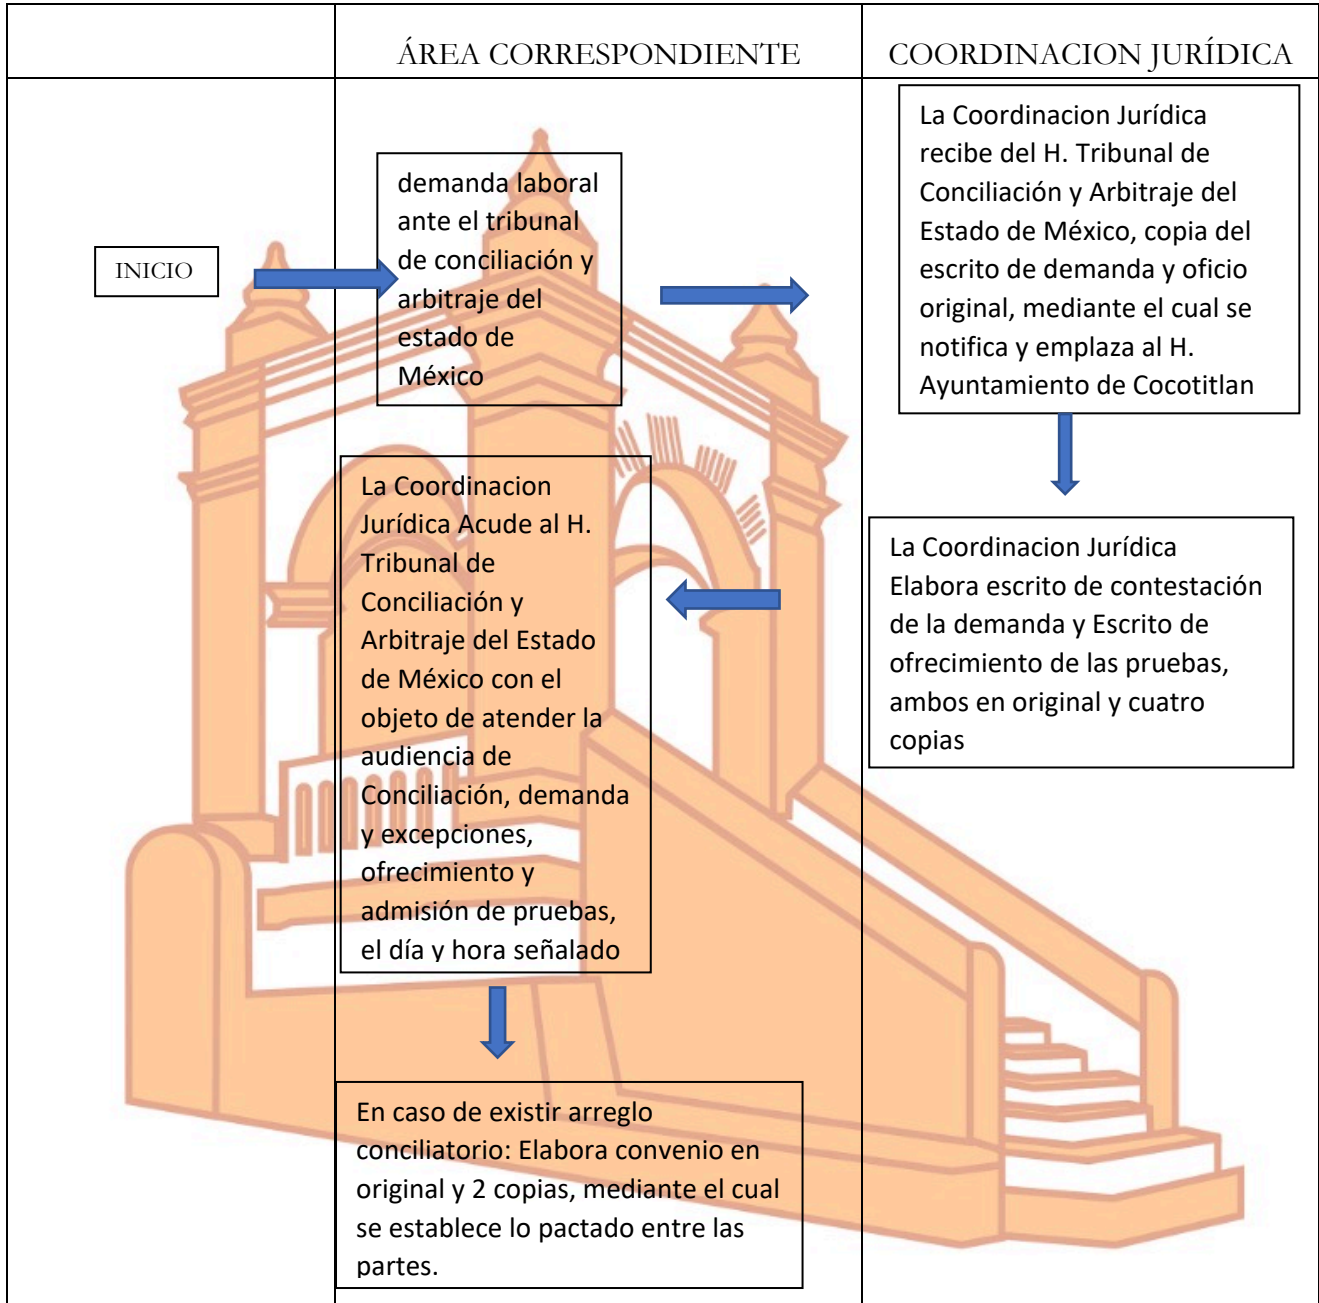 ÁREA CORRESPONDIENTE
COORDINACION JURÍDICA
INICIO
demanda laboral
ante el tribunal
de conciliación y
arbitraje del
estado de
México
La Coordinacion Jurídica
recibe del H. Tribunal de
Conciliación y Arbitraje del
Estado de México, copia del
escrito de demanda y oficio
original, mediante el cual se
notifica y emplaza al H.
Ayuntamiento de Cocotitlan
La Coordinacion Jurídica
Elabora escrito de contestación
de la demanda y Escrito de
ofrecimiento de las pruebas,
ambos en original y cuatro
copias
La Coordinacion
Jurídica Acude al H.
Tribunal de
Conciliación y
Arbitraje del Estado
de México con el
objeto de atender la
audiencia de
Conciliación, demanda
y excepciones,
ofrecimiento y
admisión de pruebas,
el día y hora señalado
En caso de existir arreglo
conciliatorio: Elabora convenio en
original y 2 copias, mediante el cual
se establece lo pactado entre las
partes.